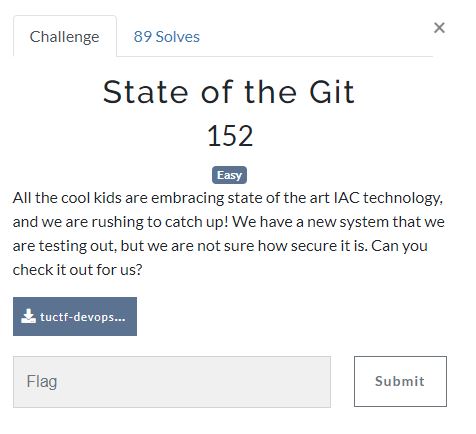 Challenge
89 Solves
×
State of the Git
152
Easy
All the cool kids are embracing state of the art IAC technology,
and we are rushing to catch up! We have a new system that we
are testing out, but we are not sure how secure it is. Can you
check it out for us?
tuctf-devops...
Flag
Submit